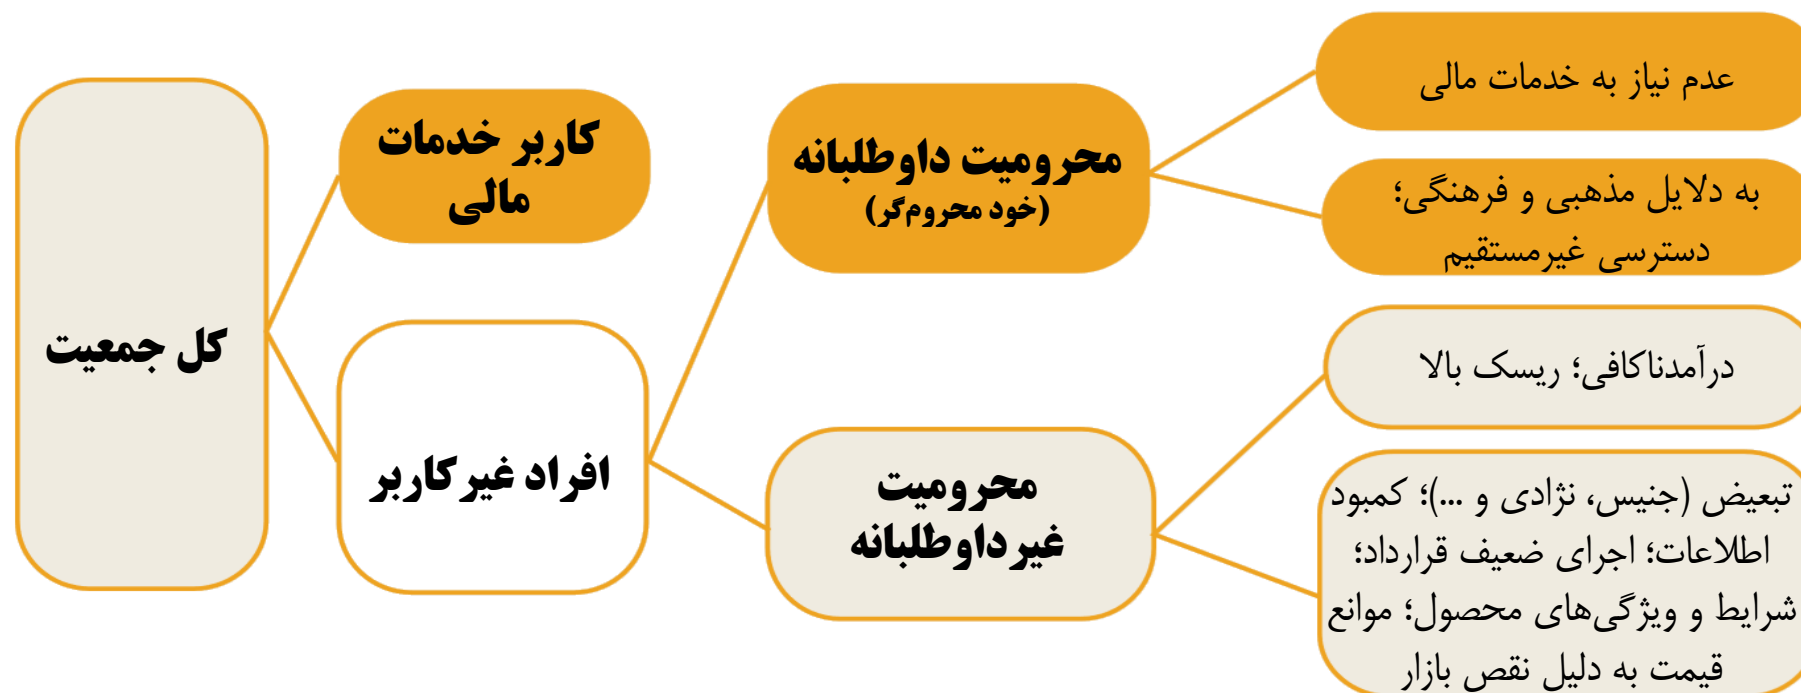 کل جمعیت
کاربر خدمات
مالی
افراد غیرکاربر
محرومیت داوطلبانه
(خود محروم‌گر)
محرومیت
غیرداوطلبانه
عدم نیاز به خدمات مالی
به دلایل مذهبی و فرهنگی؛
دسترسی غیرمستقیم
درآمدناکافی؛ ریسک بالا
تبعیض (جنیس، نژادی و ...)؛ کمبود
اطلاعات؛ اجرای ضعیف قرارداد؛
شرایط و ویژگی‌های محصول؛ موانع
قیمت به دلیل نقص بازار